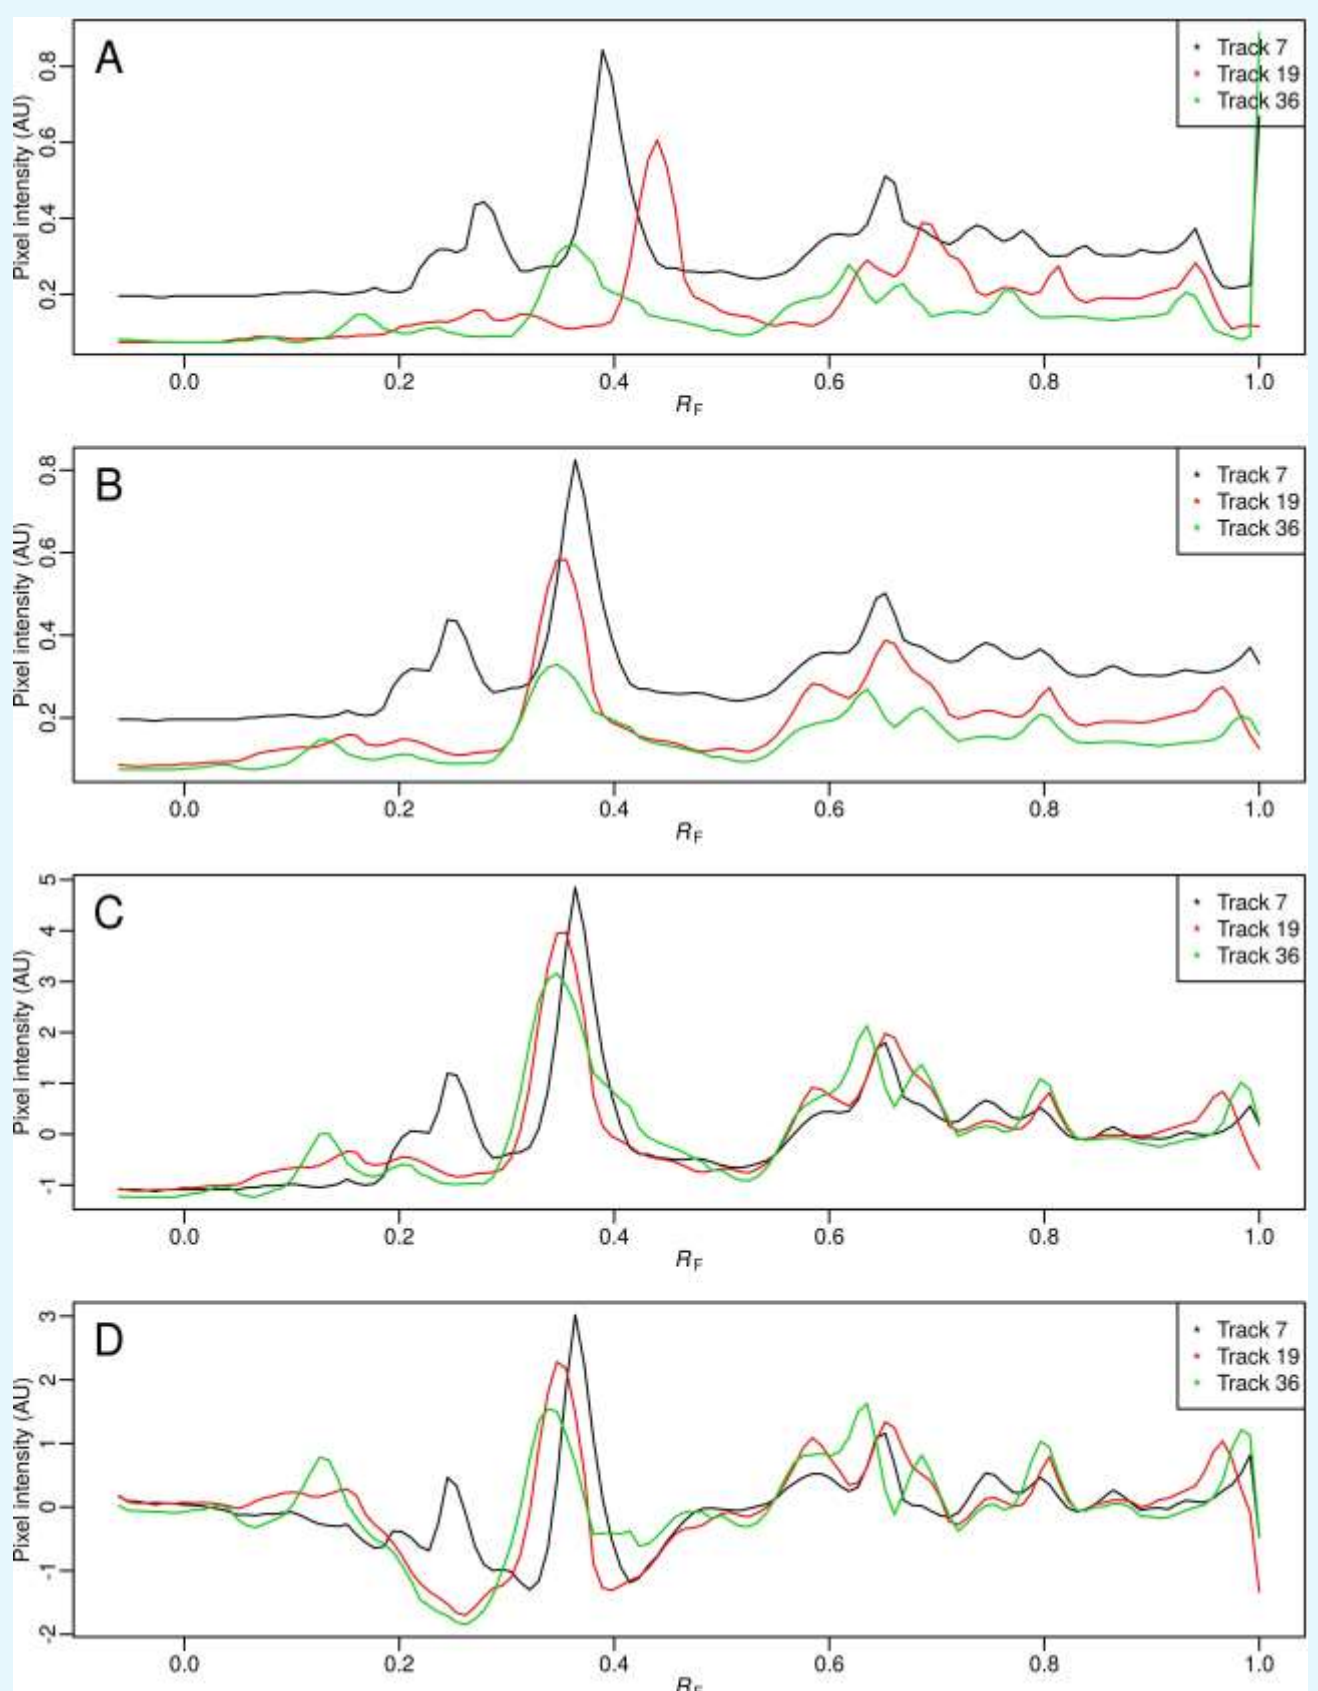 A
Track 7
Track 19
Track 36
Pixel intensity (AU)
0.8
0.6
0.4
0.2
0.0 0.2 0.4 0.6 0.8 1.0
RF
B
Track 7
Track 19
Track 36
Pixel intensity (AU)
0.8
0.6
0.4
0.2
0.0 0.2 0.4 0.6 0.8 1.0
RF
C
Track 7
Track 19
Track 36
Pixel intensity (AU)
5
4
3
2
1
0
-1
0.0 0.2 0.4 0.6 0.8 1.0
RF
D
Track 7
Track 19
Track 36
Pixel intensity (AU)
3
2
1
0
-1
-2
0.0 0.2 0.4 0.6 0.8 1.0
RF